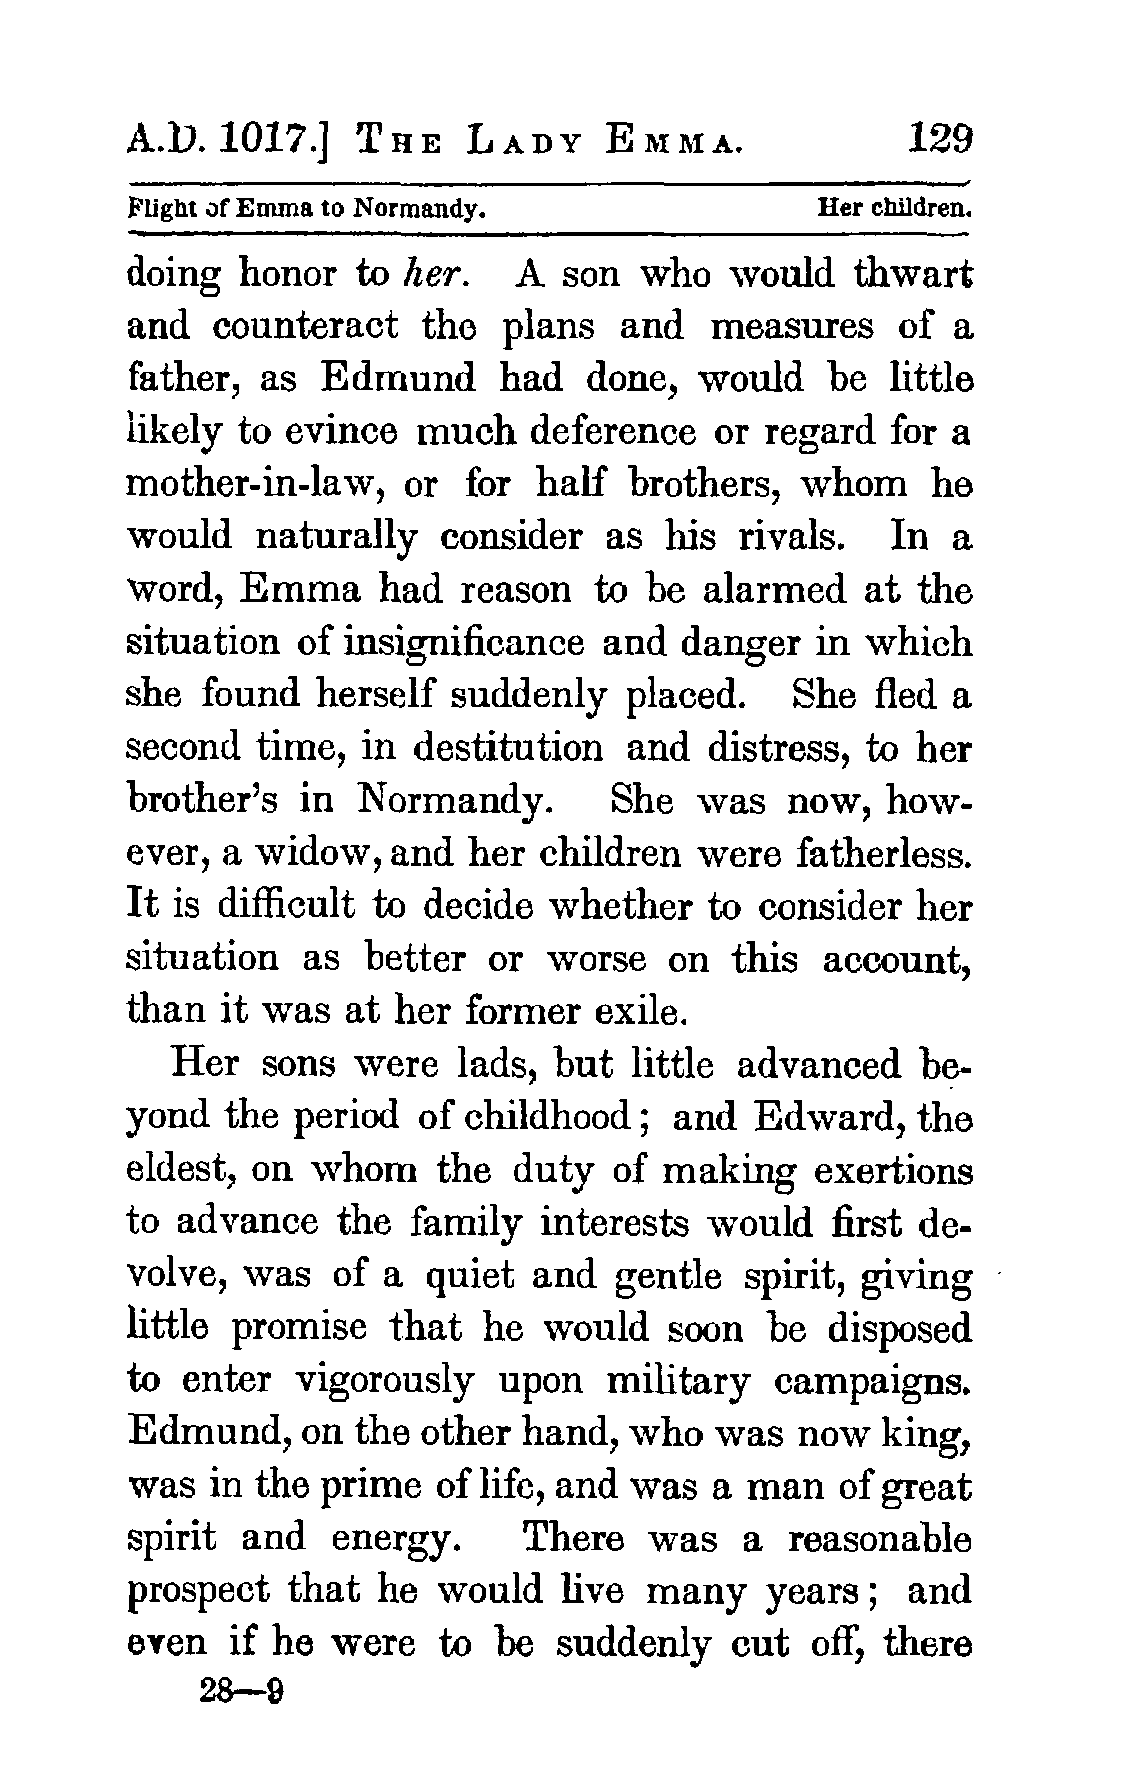 A.D. 1017.] THE LADY EMMA. 129
Flight of Emma to Normandy. Her children.
doing honor to her. A son who would thwart
and counteract the plans and measures of a
father, as Edmund had done, would be little
likely to evince much deference or regard for a
mother-in-law, or for half brothers, whom he
would naturally consider as his rivals. In a
word, Emma had reason to be alarmed at the
situation of insignificance and danger in which
she found herself suddenly placed. She fled a
second time, in destitution and distress, to her
brother's in Normandy. She was now, how-
ever, a widow, and her children were fatherless.
It is difficult to decide whether to consider her
situation as better or worse on this account,
than it was at her former exile.
Her sons were lads, but little advanced be-
yond the period of childhood; and Edward, the
eldest, on whom the duty of making exertions
to advance the family interests would first de-
volve, was of a quiet and gentle spirit, giving
little promise that he would soon be disposed
to enter vigorously upon military campaigns.
Edmund, on the other hand, who was now king,
was in the prime of life, and was a man of great
spirit and energy. There was a reasonable
prospect that he would live many years; and
even if he were to be suddenly cut off, there
28—9